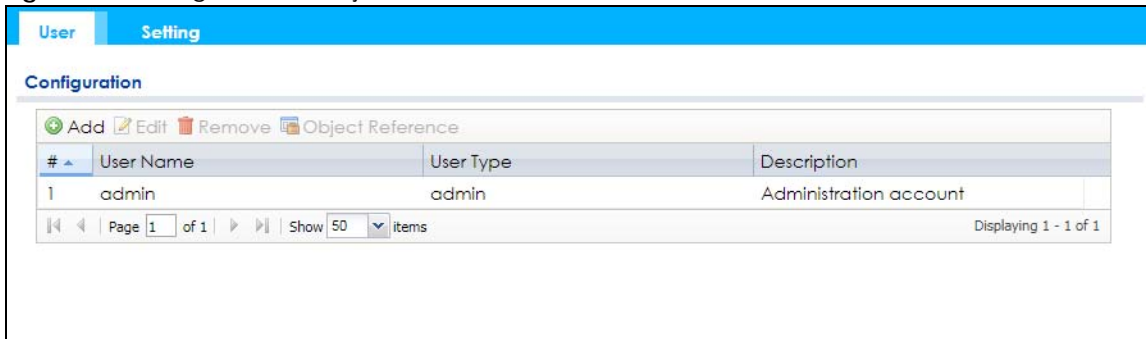 User Setting
Configuration
Add Edit Remove Object Reference
# User Name User Type Description
1 admin admin Administration account
Page 1 of 1 Show 50 items Displaying 1 - 1 of 1